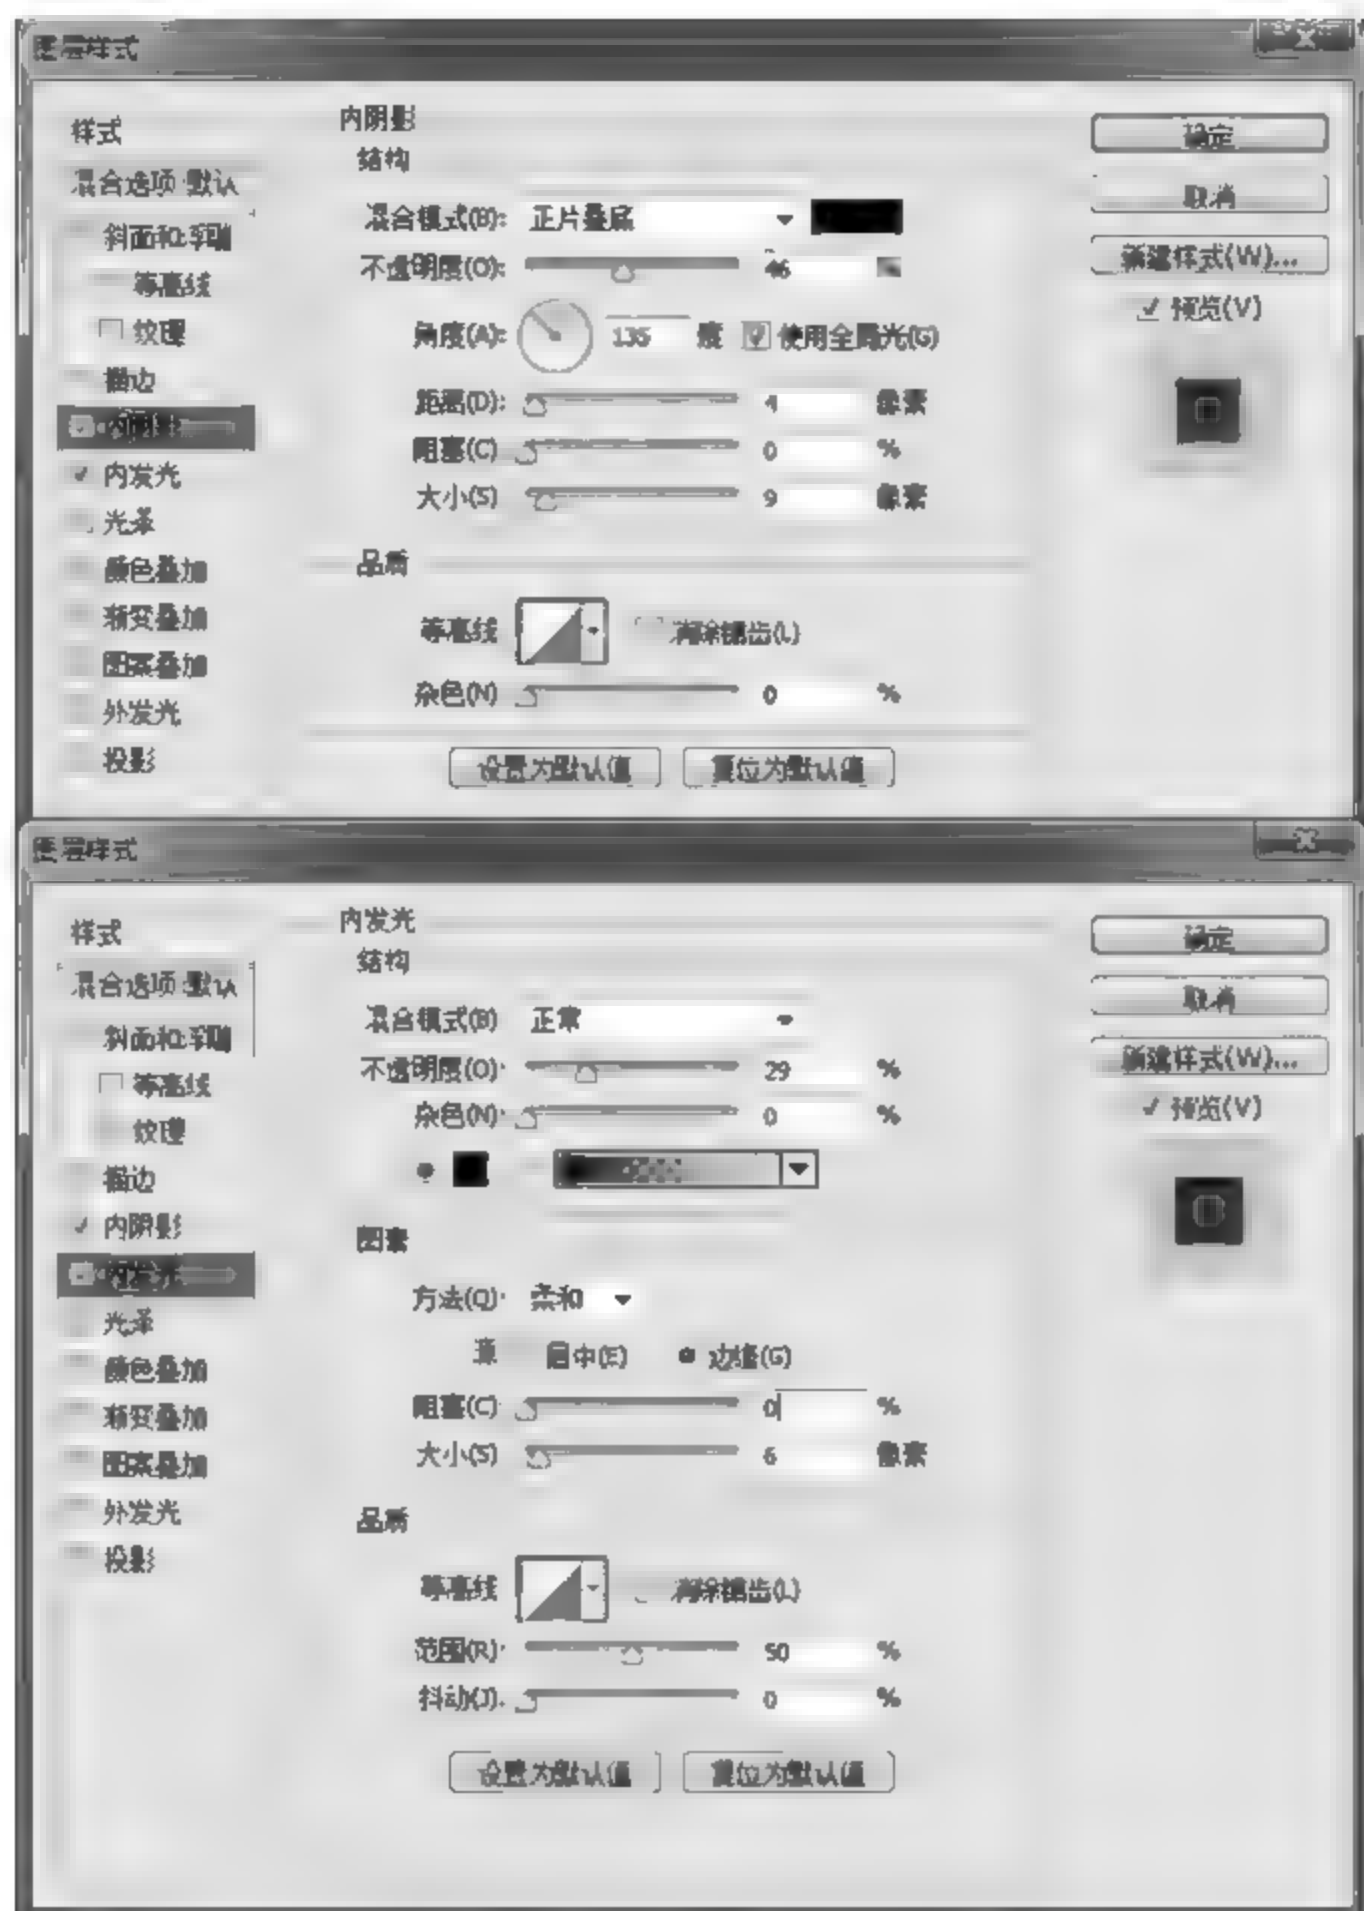 图层样式
样式
混合选项:默认
斜面和浮雕
等高线
纹理
描边
内阴影
内发光
光泽
颜色叠加
渐变叠加
图案叠加
外发光
投影
内阴影
结构
混合模式(B): 正片叠底
不透明度(O): 46 %
角度(A): 135 度 使用全局光(G)
距离(D): 4 像素
阻塞(C) 0 %
大小(S) 9 像素
品质
等高线 消除锯齿(L)
杂色(N) 0 %
设置为默认值 复位为默认值
确定
取消
新建样式(W)...
预览(V)
图层样式
样式
混合选项:默认
斜面和浮雕
等高线
纹理
描边
内阴影
内发光
光泽
颜色叠加
渐变叠加
图案叠加
外发光
投影
内发光
结构
混合模式(B) 正常
不透明度(O): 29 %
杂色(N): 0 %
图素
方法(Q): 柔和
源 居中(E) 边缘(G)
阻塞(C) 0 %
大小(S) 6 像素
品质
等高线 消除锯齿(L)
范围(R): 50 %
抖动(J): 0 %
设置为默认值 复位为默认值
确定
取消
新建样式(W)...
预览(V)